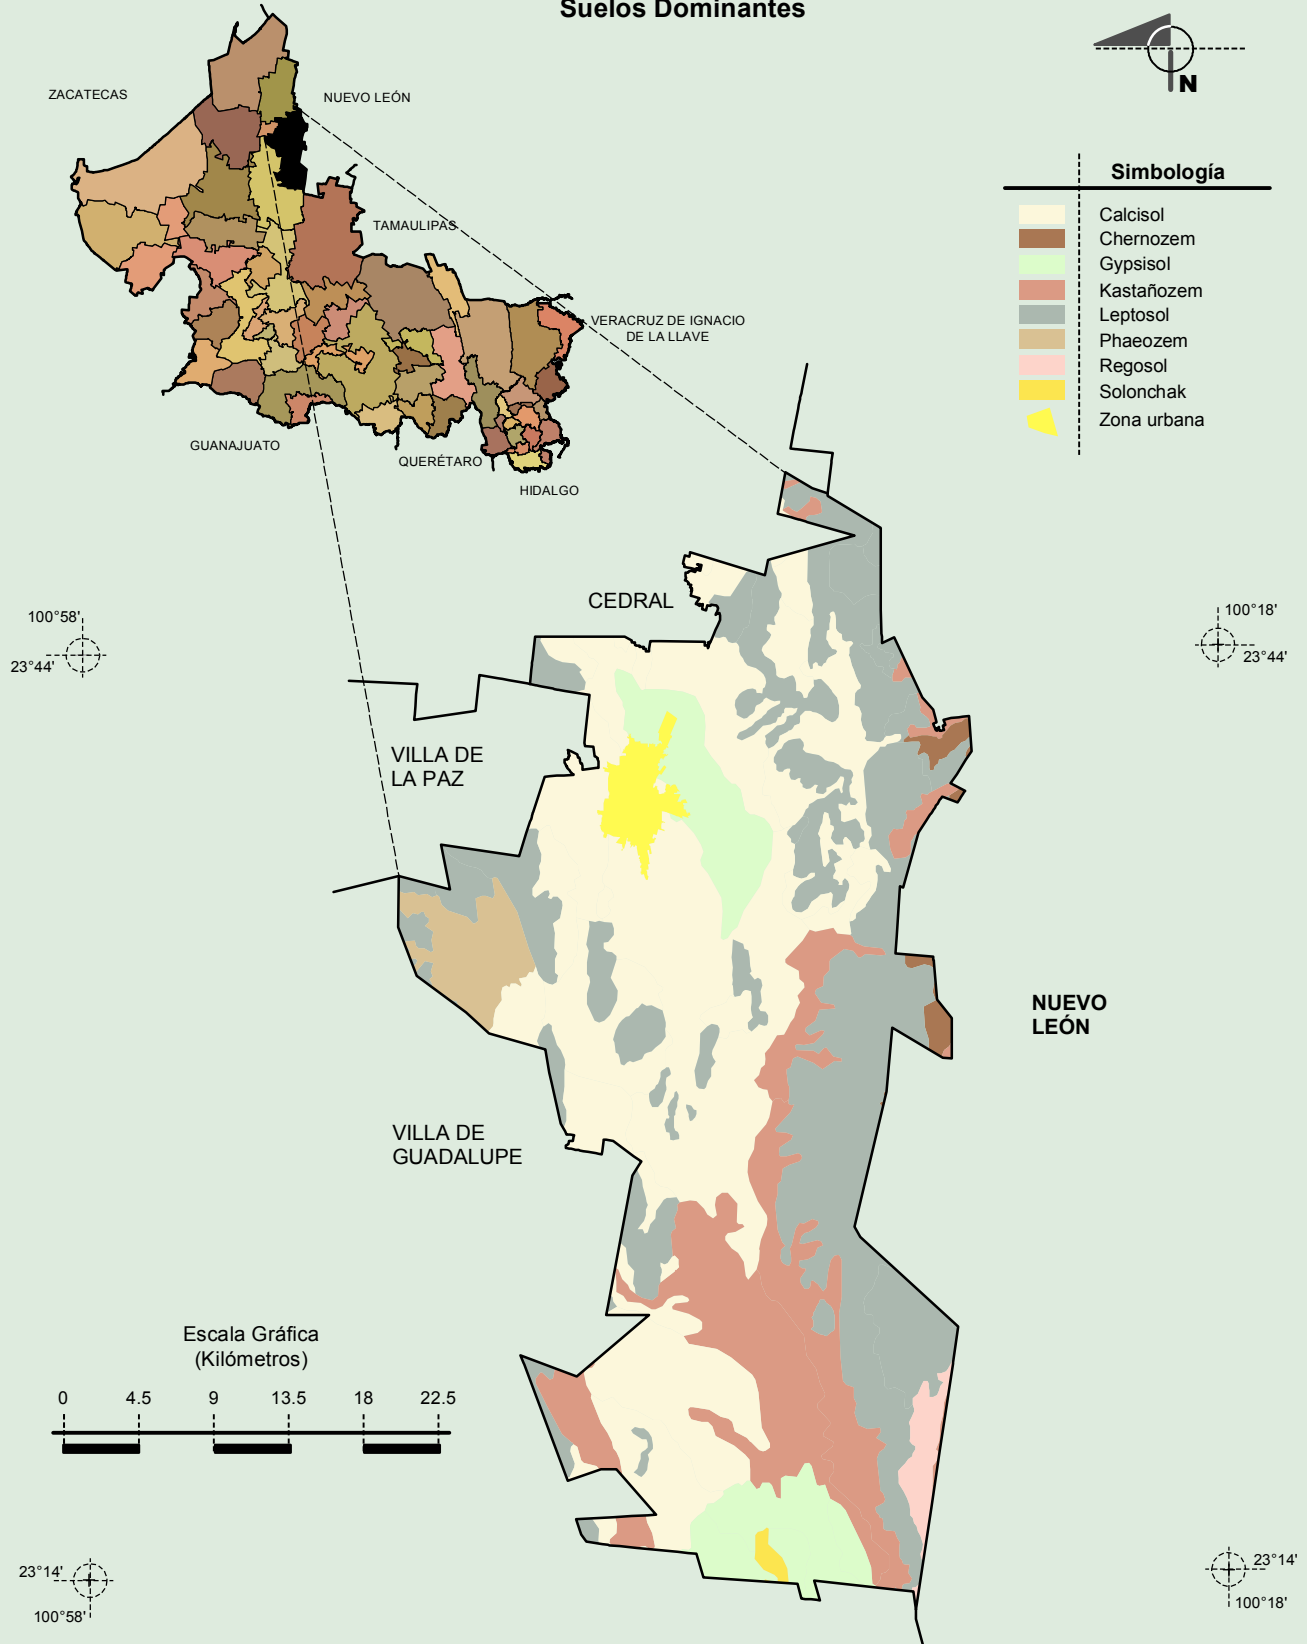 Suelos Dominantes
N
ZACATECAS
NUEVO LEÓN
TAMAULIPAS
VERACRUZ DE IGNACIO
DE LA LLAVE
GUANAJUATO
QUERÉTARO
HIDALGO
Simbología
Calcisol
Chernozem
Gypsisol
Kastañozem
Leptosol
Phaeozem
Regosol
Solonchak
Zona urbana
CEDRAL
100°58'
23°44'
100°18'
23°44'
VILLA DE
LA PAZ
NUEVO
LEÓN
VILLA DE
GUADALUPE
Escala Gráfica
(Kilómetros)
0 4.5 9 13.5 18 22.5
23°14'
100°58'
23°14'
100°18'